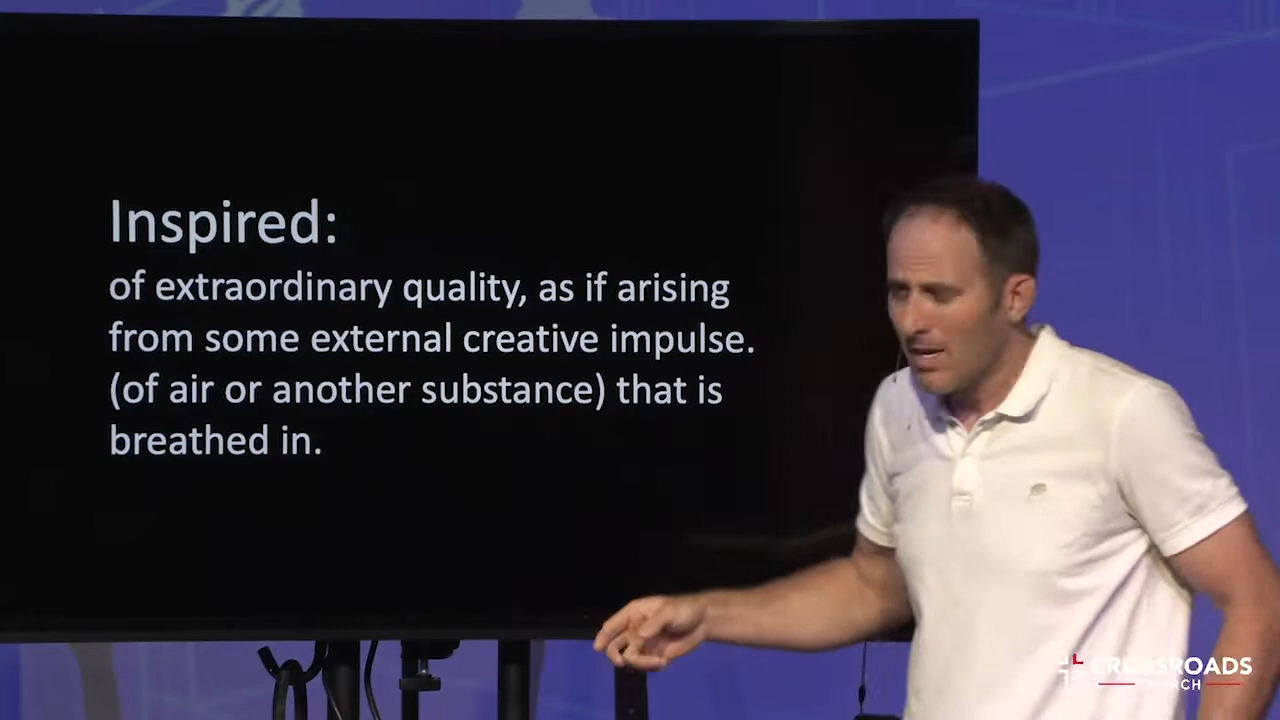 Inspired:
of extraordinary quality, as if arising
from some external creative impulse.
(of air or another substance) that is
breathed in.
CROSSROADS
CHURCH